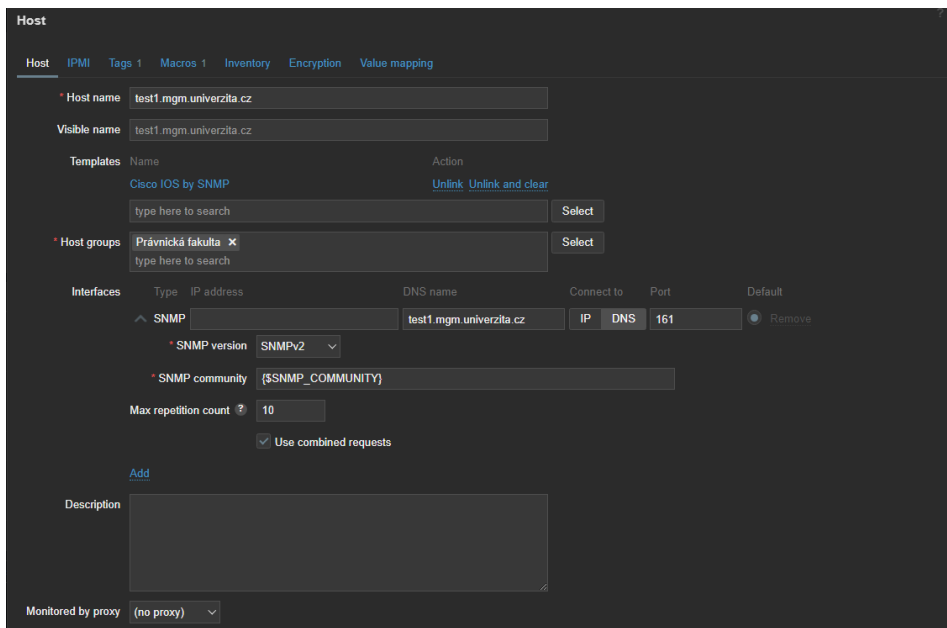 Host
Host IPMI Tags 1 Macros 1 Inventory Encryption Value mapping
* Host name test1.mgm.univerzita.cz
Visible name test1.mgm.univerzita.cz
Templates Name Action
Cisco IOS by SNMP Unlink Unlink and clear
type here to search Select
* Host groups Právnická fakulta ✕ Select
type here to search
Interfaces Type IP address DNS name Connect to Port Default
SNMP test1.mgm.univerzita.cz IP DNS 161 Remove
* SNMP version SNMPv2
* SNMP community {$SNMP_COMMUNITY}
Max repetition count ? 10
Use combined requests
Add
Description
Monitored by proxy (no proxy)